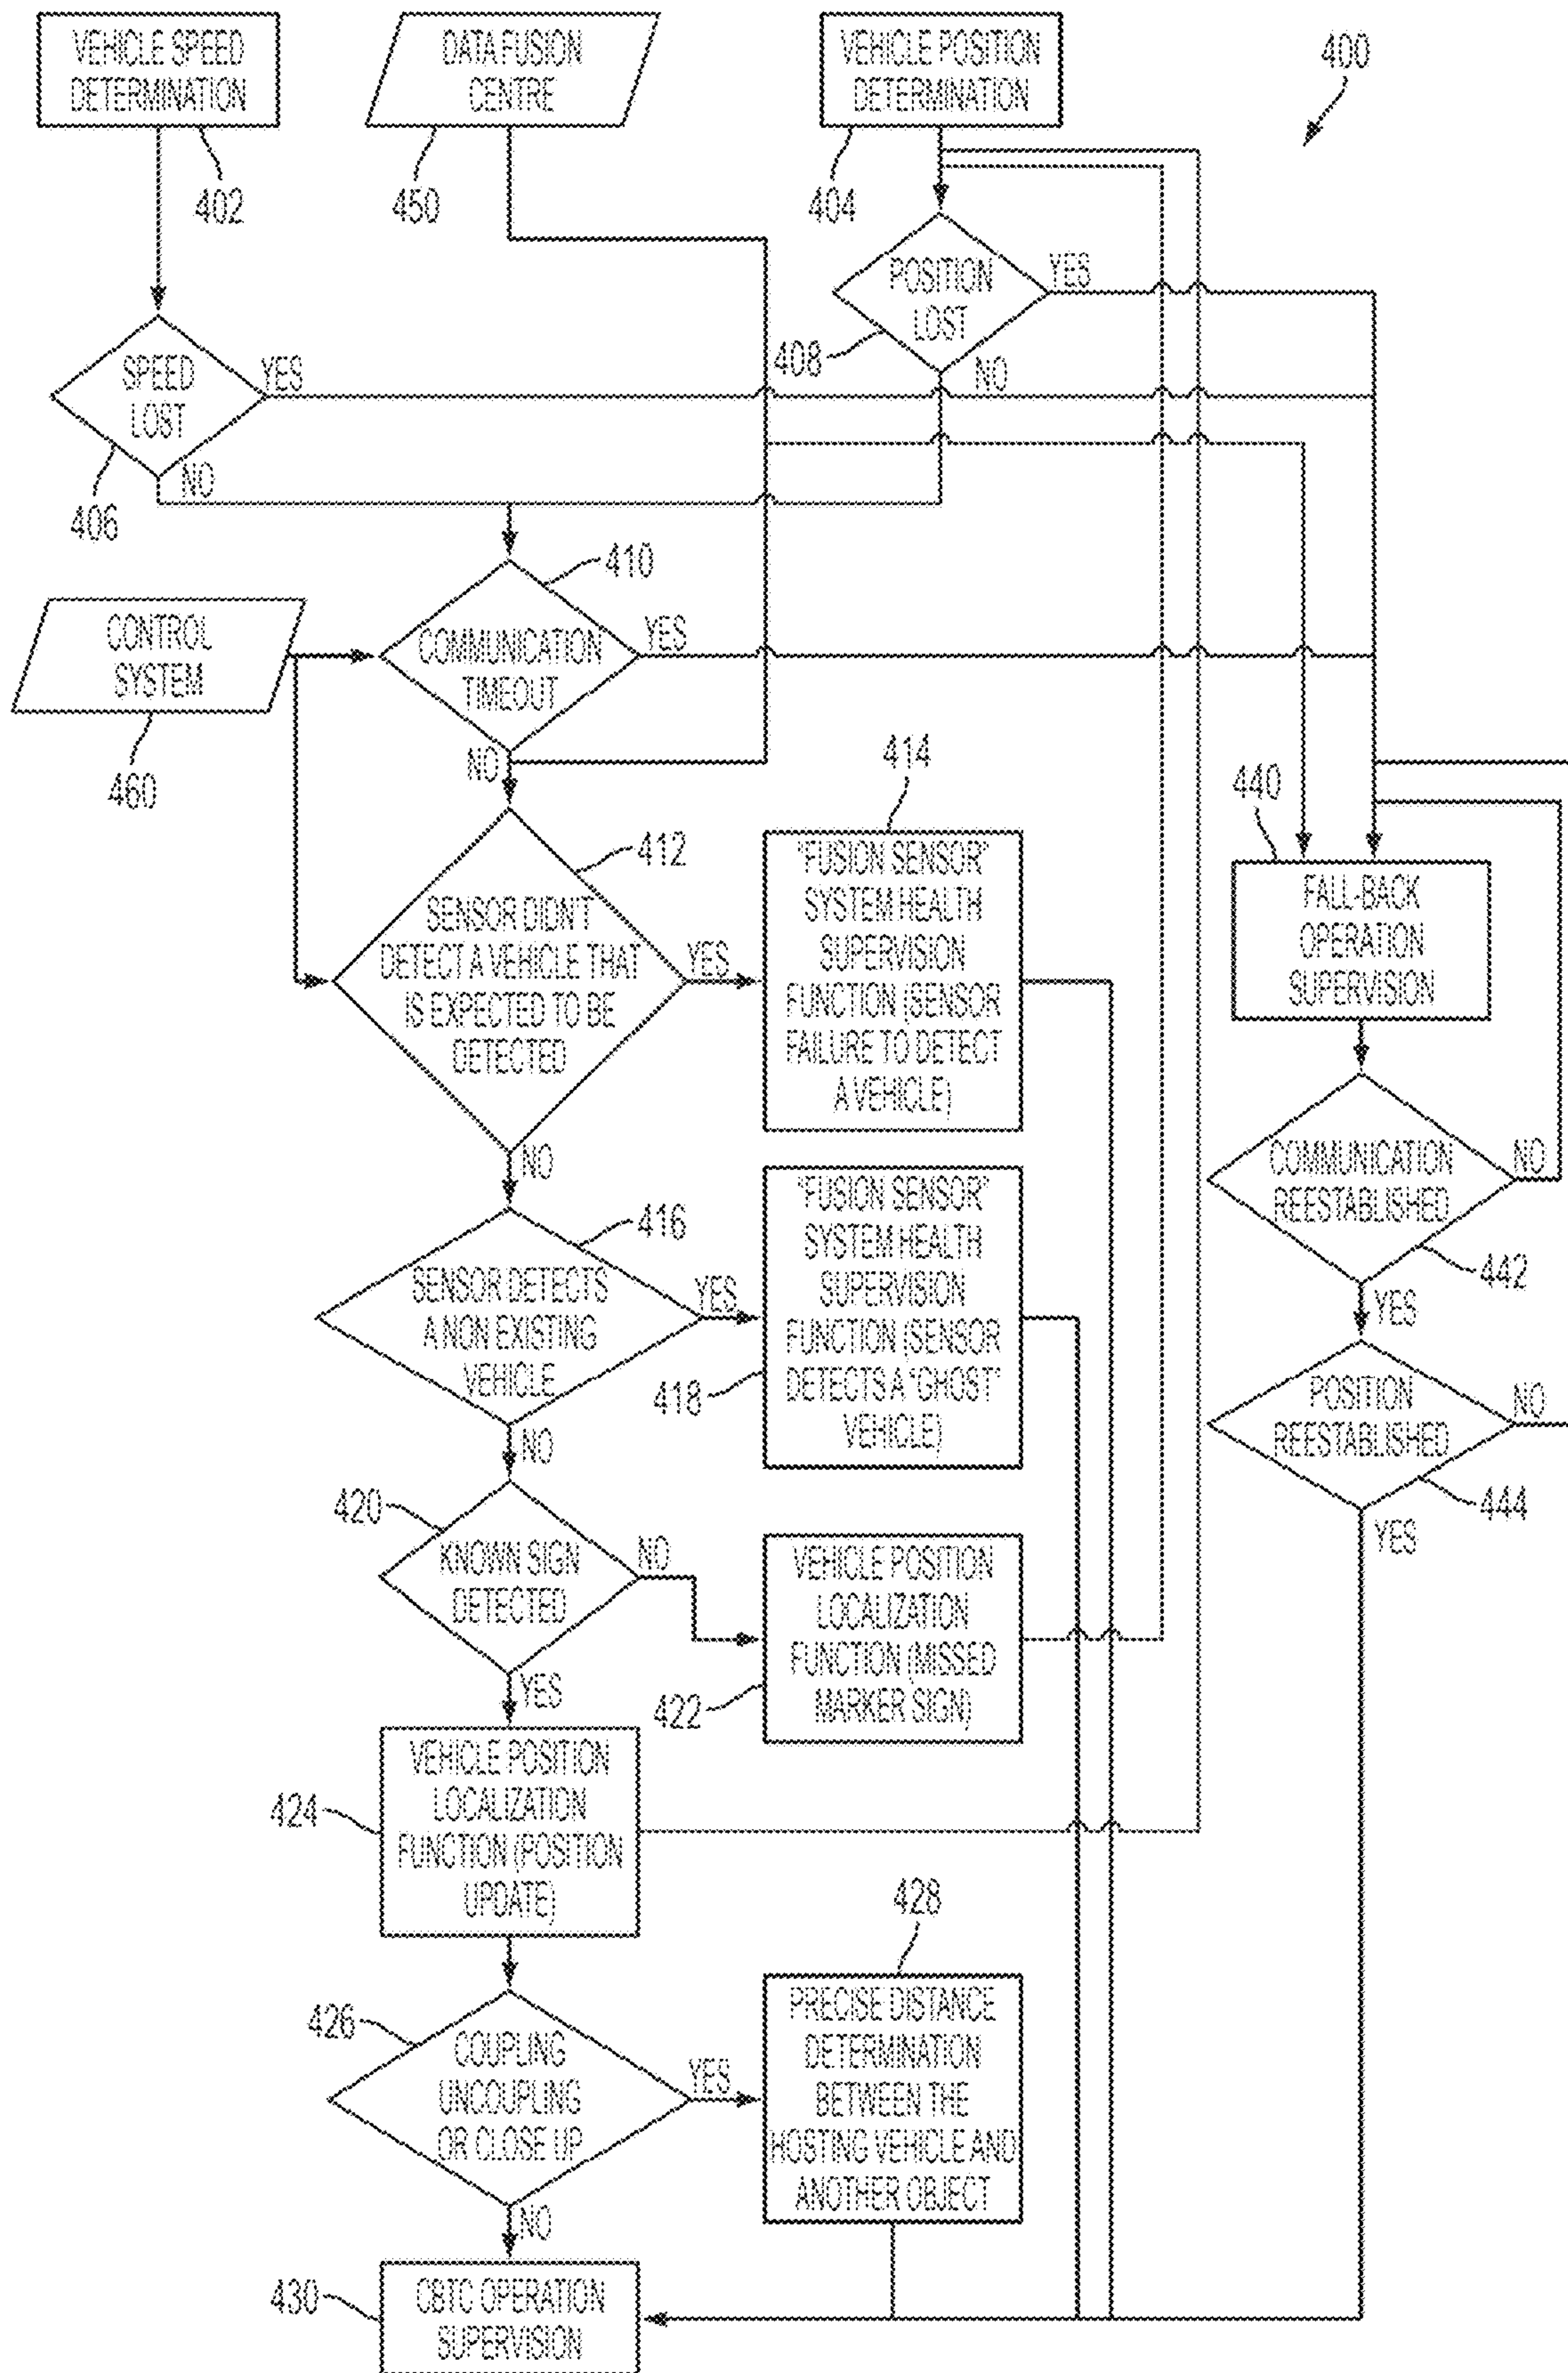 VEHICLE SPEED
DETERMINATION
402
DATA FUSION
CENTRE
450
VEHICLE POSITION
DETERMINATION
404
400
POSITION
LOST
YES
408
NO
SPEED
LOST
YES
NO
406
410
CONTROL
SYSTEM
460
COMMUNICATION
TIMEOUT
YES
NO
412
SENSOR DIDN'T
DETECT A VEHICLE THAT
IS EXPECTED TO BE
DETECTED
YES
NO
414
"FUSION SENSOR"
SYSTEM HEALTH
SUPERVISION
FUNCTION (SENSOR
FAILURE TO DETECT
A VEHICLE)
440
FALL-BACK
OPERATION
SUPERVISION
COMMUNICATION
REESTABLISHED
NO
442
YES
416
SENSOR DETECTS
A NON EXISTING
VEHICLE
YES
NO
"FUSION SENSOR"
SYSTEM HEALTH
SUPERVISION
FUNCTION (SENSOR
DETECTS A "GHOST"
VEHICLE)
418
POSITION
REESTABLISHED
NO
444
YES
420
KNOWN SIGN
DETECTED
NO
YES
VEHICLE POSITION
LOCALIZATION
FUNCTION (MISSED
MARKER SIGN)
422
VEHICLE POSITION
LOCALIZATION
FUNCTION (POSITION
UPDATE)
424
426
COUPLING
UNCOUPLING
OR CLOSE UP
YES
NO
428
PRECISE DISTANCE
DETERMINATION
BETWEEN THE
HOSTING VEHICLE AND
ANOTHER OBJECT
430
CBTC OPERATION
SUPERVISION